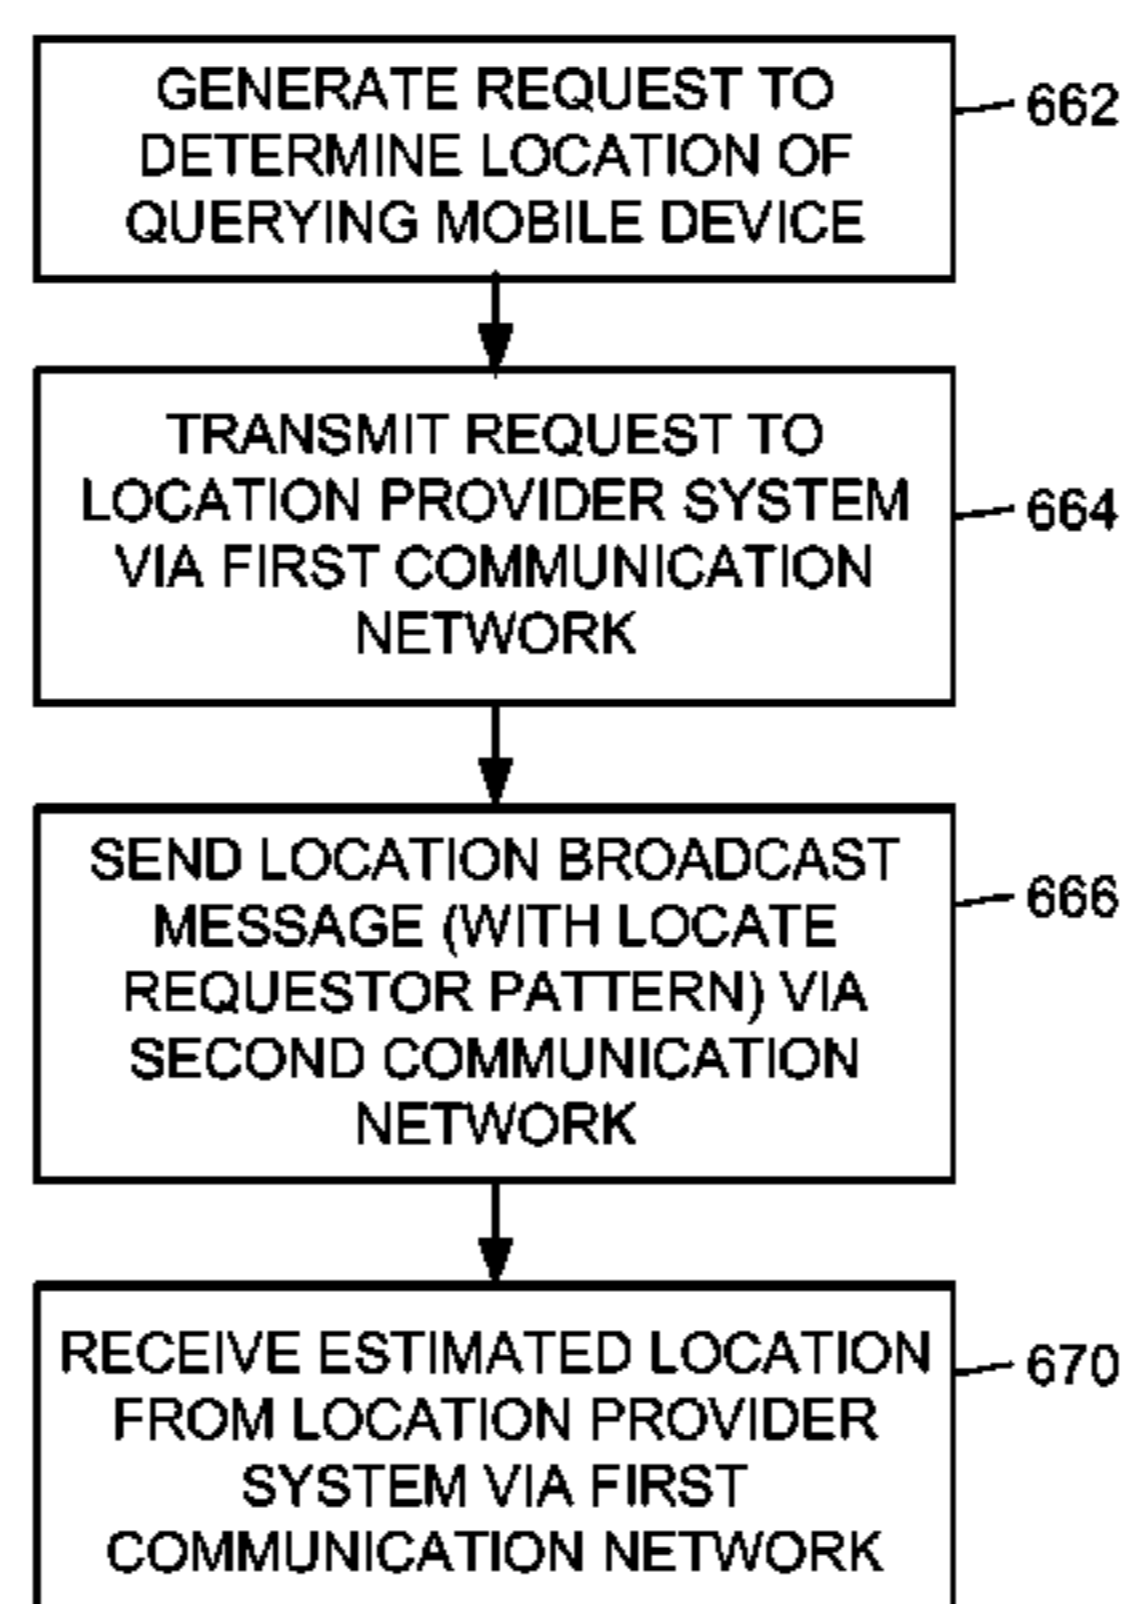 GENERATE REQUEST TO
DETERMINE LOCATION OF
QUERYING MOBILE DEVICE
662
TRANSMIT REQUEST TO
LOCATION PROVIDER SYSTEM
VIA FIRST COMMUNICATION
NETWORK
664
SEND LOCATION BROADCAST
MESSAGE (WITH LOCATE
REQUESTOR PATTERN) VIA
SECOND COMMUNICATION
NETWORK
666
RECEIVE ESTIMATED LOCATION
FROM LOCATION PROVIDER
SYSTEM VIA FIRST
COMMUNICATION NETWORK
670